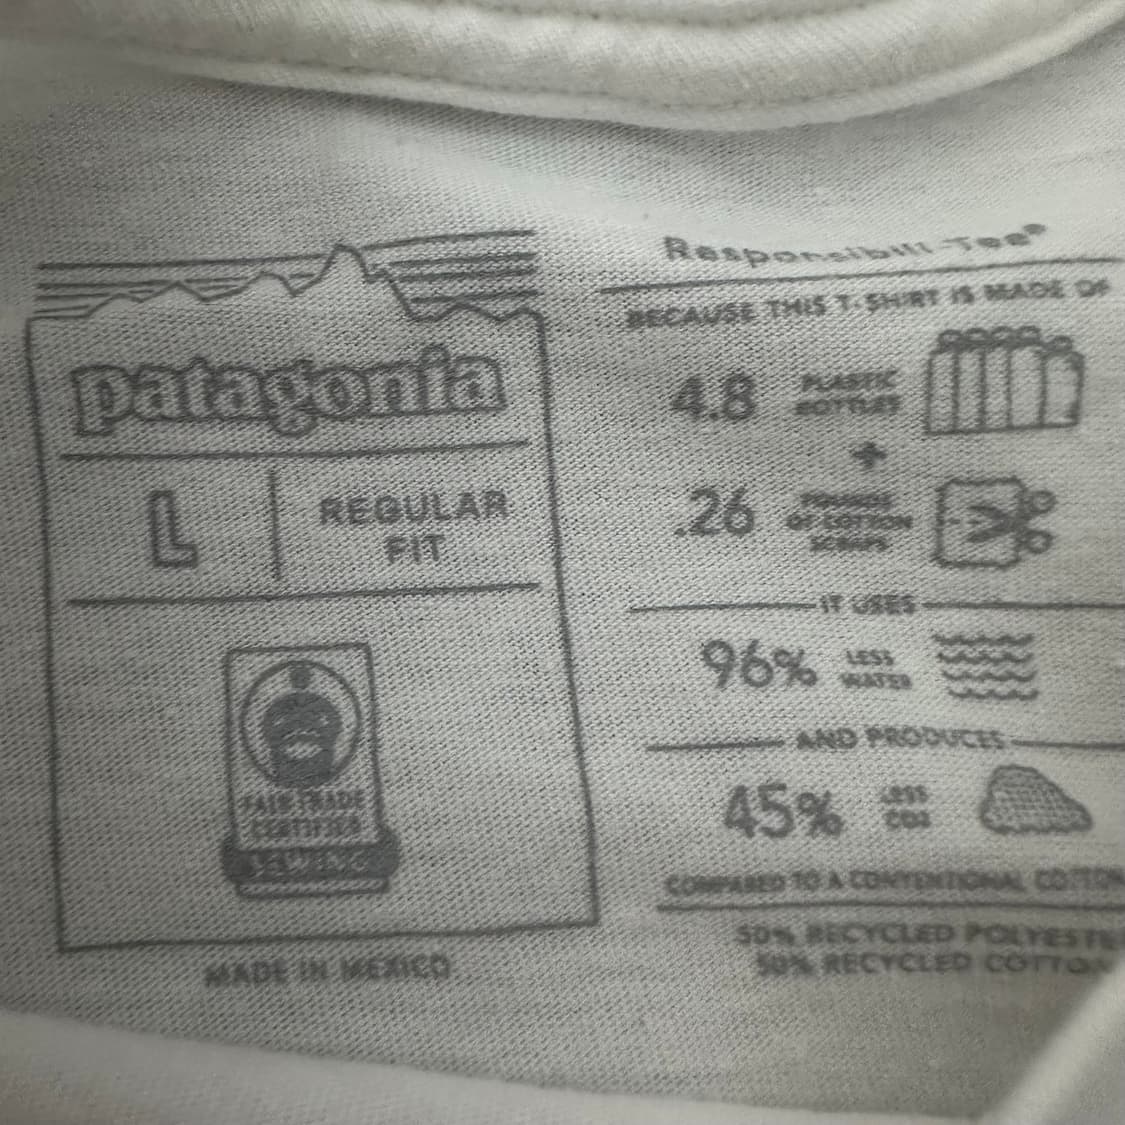 patagonia
L
REGULAR
FIT
FAIR TRADE
CERTIFIED
SEWING
MADE IN MEXICO
Responsibili-Tee®
BECAUSE THIS T-SHIRT IS MADE OF
4.8 PLASTIC
BOTTLES
+
.26 POUNDS
OF COTTON
SCRAPS
IT USES
96% LESS
WATER
AND PRODUCES
45% LESS
CO2
COMPARED TO A CONVENTIONAL COTTON
50% RECYCLED POLYESTE
50% RECYCLED COTTON